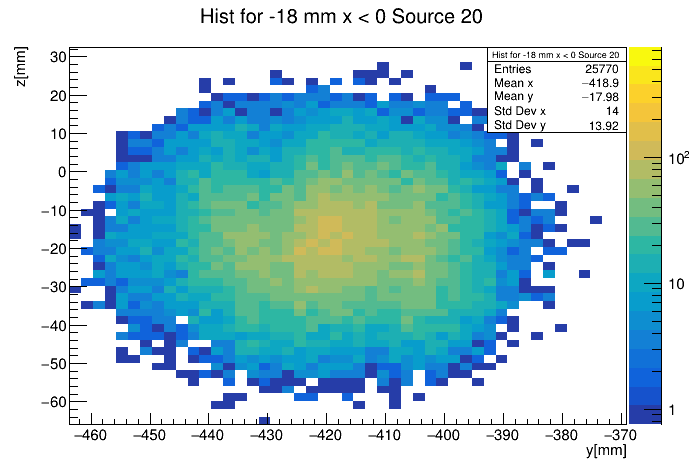 Hist for -18 mm x < 0 Source 20
z[mm]
30
20
10
0
−10
−20
−30
−40
−50
−60
Hist for -18 mm x < 0 Source 20
Entries 25770
Mean x −418.9
Mean y −17.98
Std Dev x 14
Std Dev y 13.92
10²
10
1
−460 −450 −440 −430 −420 −410 −400 −390 −380 −370
y[mm]